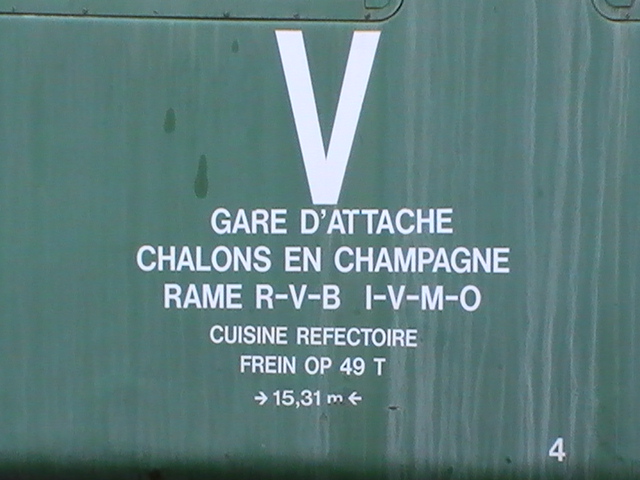 V
GARE D'ATTACHE
CHALONS EN CHAMPAGNE
RAME R-V-B I-V-M-O
CUISINE REFECTOIRE
FREIN OP 49 T
→15,31 m←
4